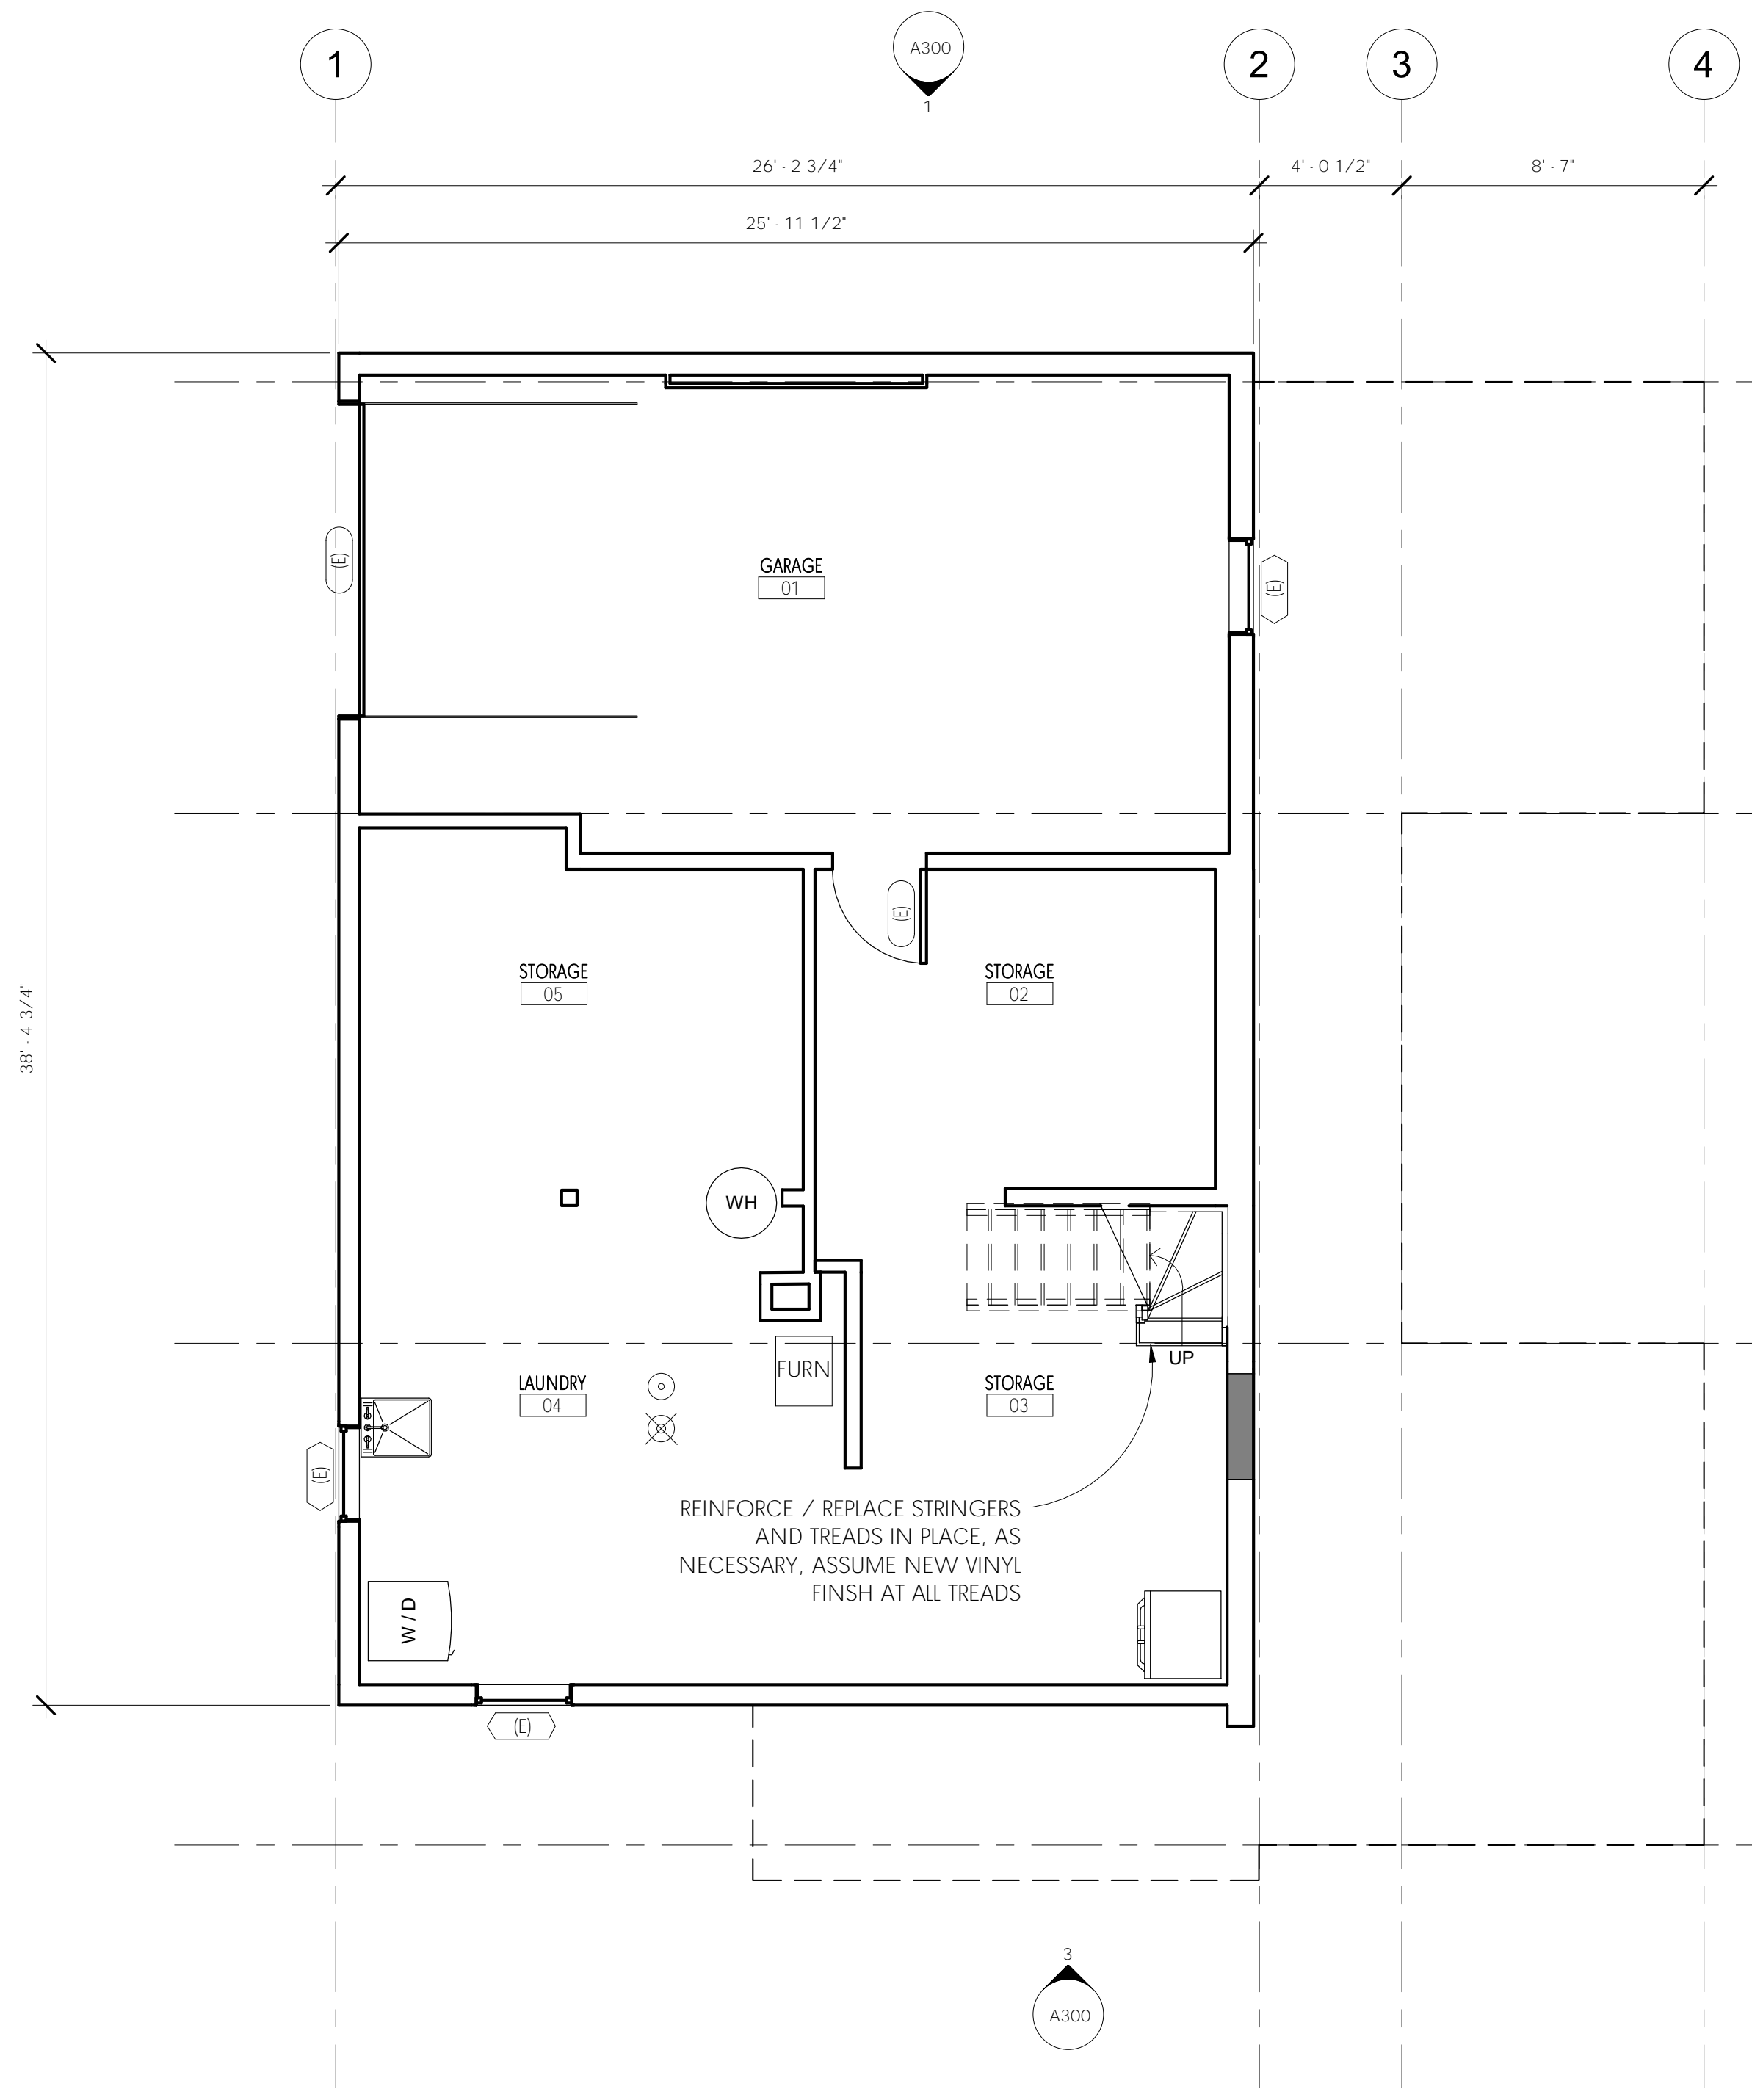 A300
1
1
2
3
4
26' - 2 3/4"
4' - 0 1/2"
8' - 7"
25' - 11 1/2"
(E)
GARAGE
01
(E)
(E)
STORAGE
05
STORAGE
02
38' - 4 3/4"
WH
UP
FURN
LAUNDRY
04
STORAGE
03
(E)
REINFORCE / REPLACE STRINGERS
AND TREADS IN PLACE, AS
NECESSARY, ASSUME NEW VINYL
FINSH AT ALL TREADS
W / D
(E)
3
A300